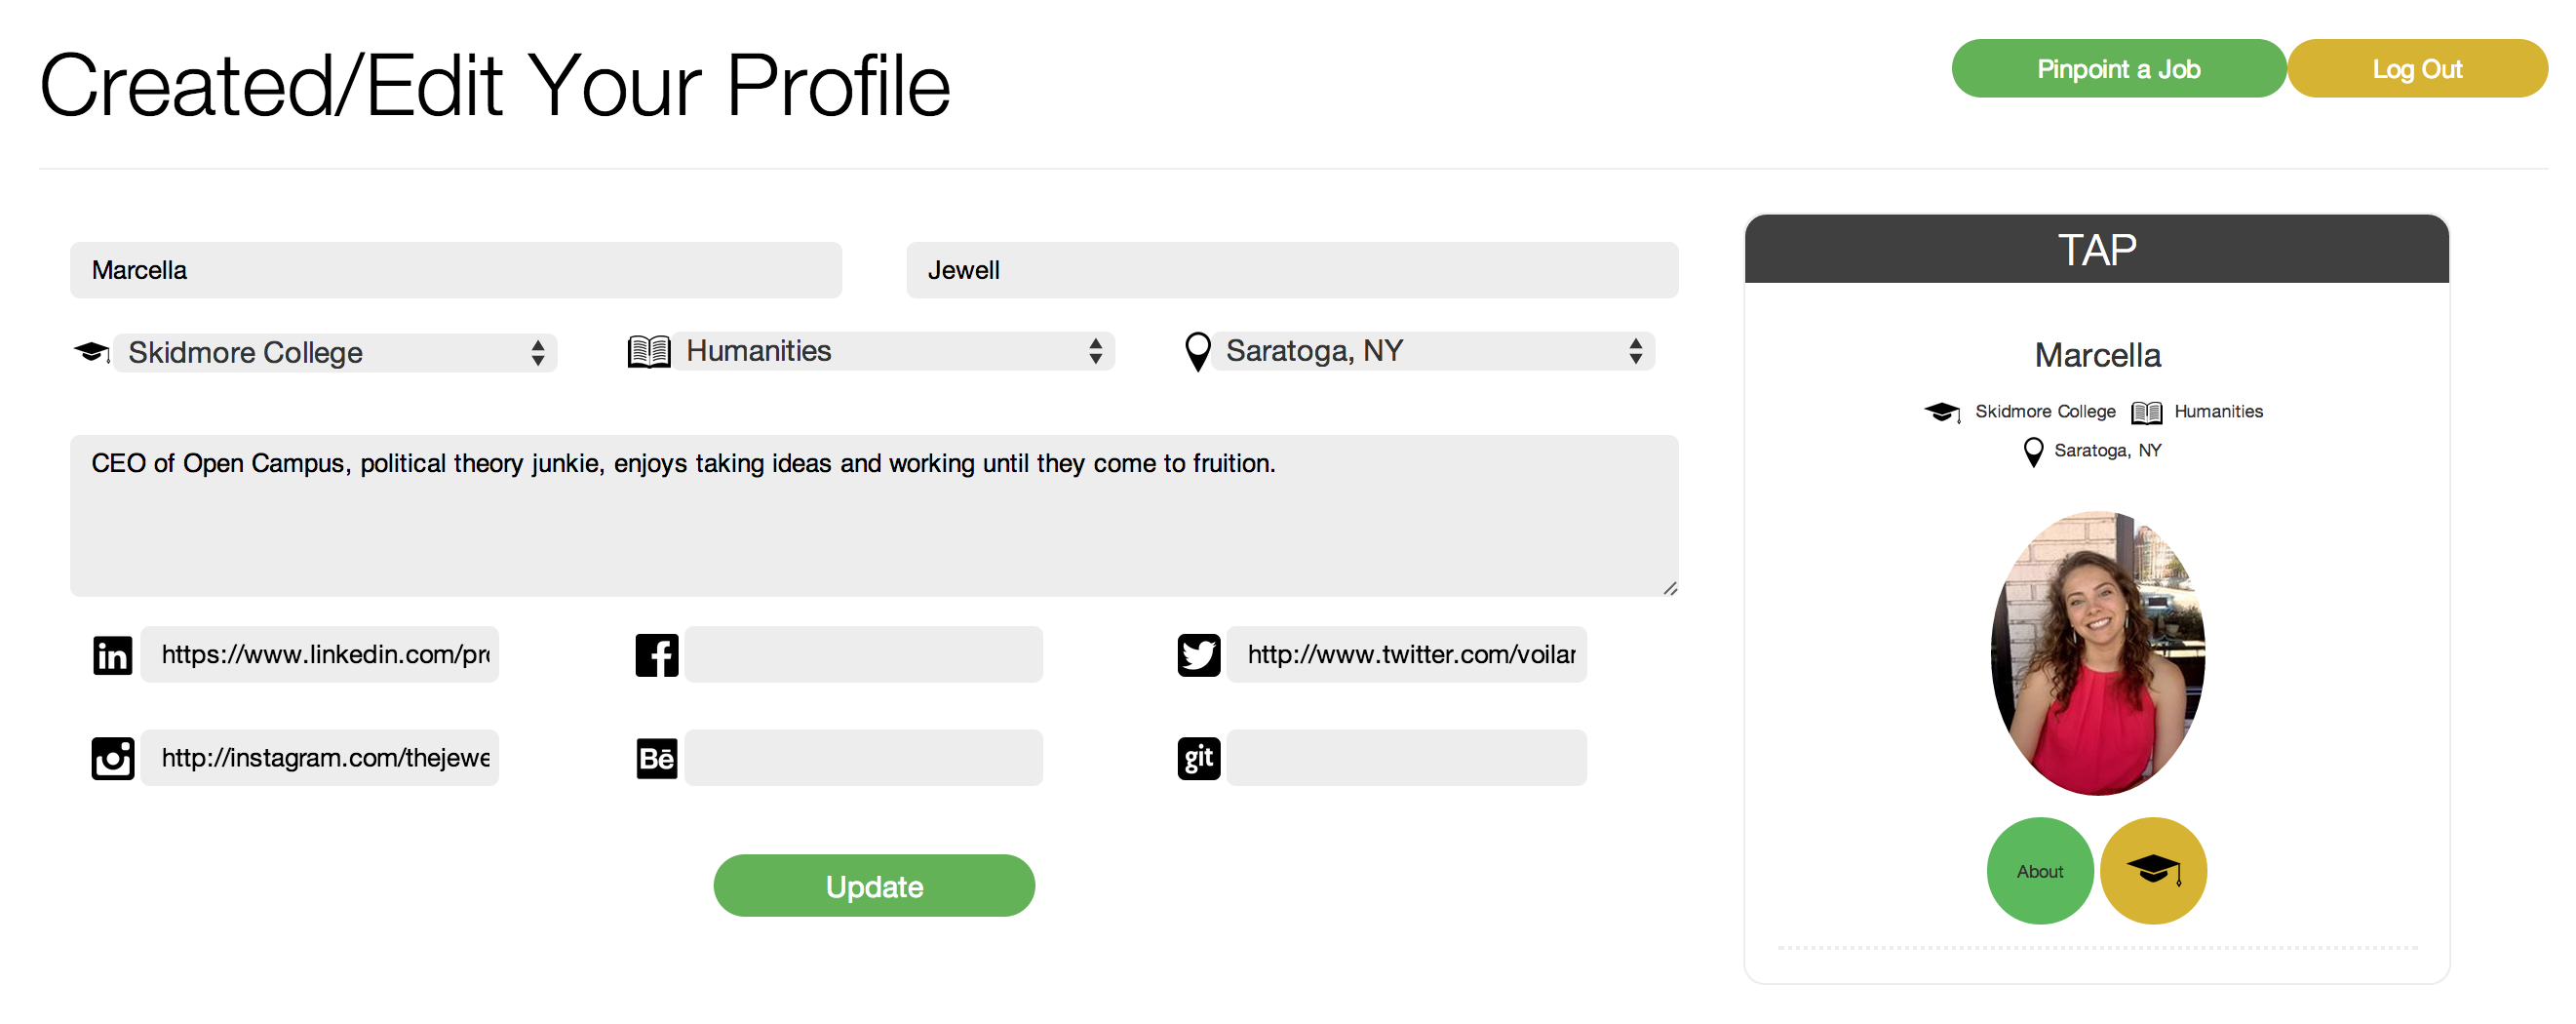 Created/Edit Your Profile
Pinpoint a Job
Log Out
Marcella
Jewell
Skidmore College
Humanities
Saratoga, NY
CEO of Open Campus, political theory junkie, enjoys taking ideas and working until they come to fruition.
in
https://www.linkedin.com/pro
f
http://www.twitter.com/voilar
http://instagram.com/thejewe
Bē
git
Update
TAP
Marcella
Skidmore College Humanities
Saratoga, NY
About